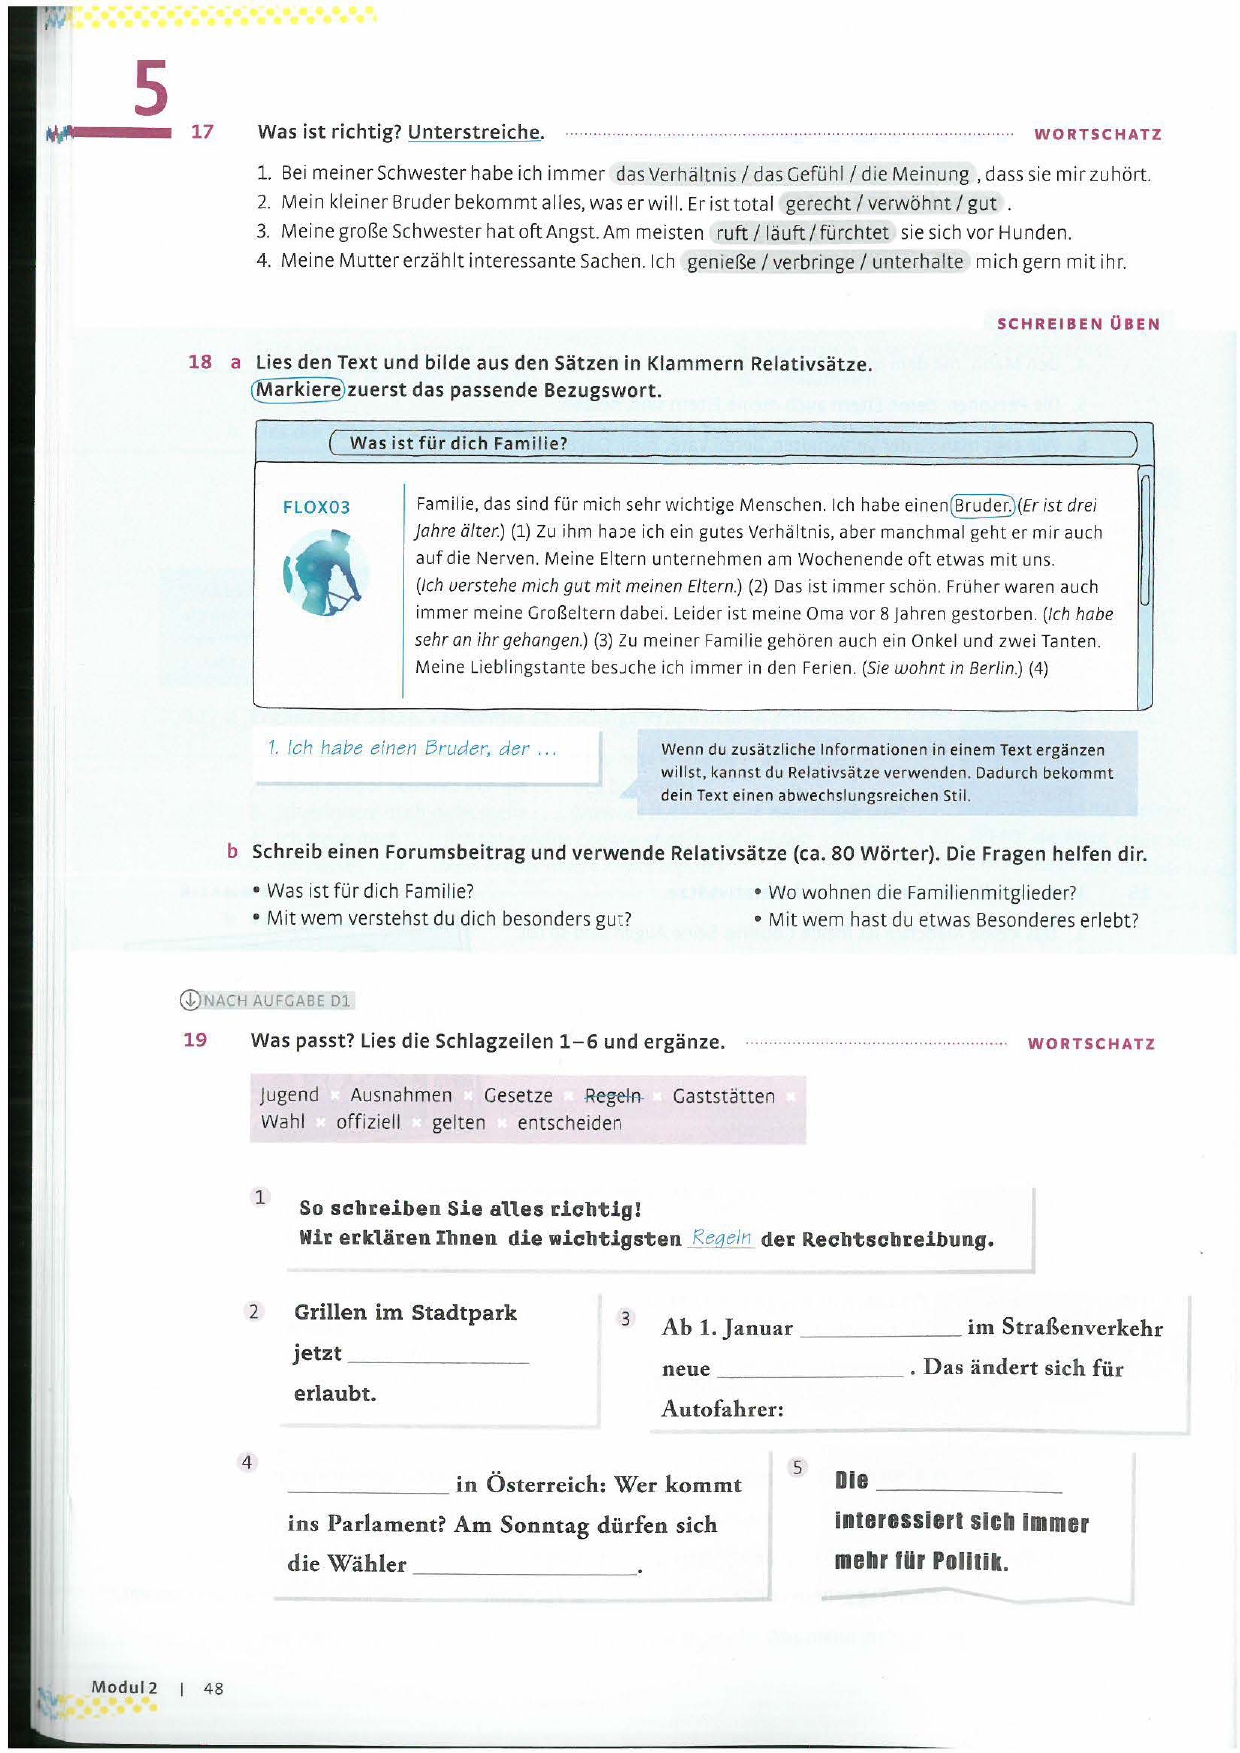 5
17 Was ist richtig? Unterstreiche. WORTSCHATZ
1. Bei meiner Schwester habe ich immer das Verhältnis / das Gefühl / die Meinung , dass sie mir zuhört.
2. Mein kleiner Bruder bekommt alles, was er will. Er ist total gerecht / verwöhnt / gut .
3. Meine große Schwester hat oft Angst. Am meisten ruft / läuft / fürchtet sie sich vor Hunden.
4. Meine Mutter erzählt interessante Sachen. Ich genieße / verbringe / unterhalte mich gern mit ihr.
SCHREIBEN ÜBEN
18 a Lies den Text und bilde aus den Sätzen in Klammern Relativsätze.
Markiere zuerst das passende Bezugswort.
Was ist für dich Familie?
FLOX03
Familie, das sind für mich sehr wichtige Menschen. Ich habe einen Bruder. (Er ist drei
Jahre älter.) (1) Zu ihm habe ich ein gutes Verhältnis, aber manchmal geht er mir auch
auf die Nerven. Meine Eltern unternehmen am Wochenende oft etwas mit uns.
(Ich verstehe mich gut mit meinen Eltern.) (2) Das ist immer schön. Früher waren auch
immer meine Großeltern dabei. Leider ist meine Oma vor 8 Jahren gestorben. (Ich habe
sehr an ihr gehangen.) (3) Zu meiner Familie gehören auch ein Onkel und zwei Tanten.
Meine Lieblingstante besuche ich immer in den Ferien. (Sie wohnt in Berlin.) (4)
1. Ich habe einen Bruder, der ...
Wenn du zusätzliche Informationen in einem Text ergänzen
willst, kannst du Relativsätze verwenden. Dadurch bekommt
dein Text einen abwechslungsreichen Stil.
b Schreib einen Forumsbeitrag und verwende Relativsätze (ca. 80 Wörter). Die Fragen helfen dir.
• Was ist für dich Familie?
• Mit wem verstehst du dich besonders gut?
• Wo wohnen die Familienmitglieder?
• Mit wem hast du etwas Besonderes erlebt?
NACH AUFGABE D1
19 Was passt? Lies die Schlagzeilen 1–6 und ergänze. WORTSCHATZ
Jugend × Ausnahmen × Gesetze × Regeln × Gaststätten ×
Wahl × offiziell × gelten × entscheiden
1
So schreiben Sie alles richtig!
Wir erklären Ihnen die wichtigsten Regeln der Rechtschreibung.
2
Grillen im Stadtpark
jetzt ________
erlaubt.
3
Ab 1. Januar ________ im Straßenverkehr
neue ________ . Das ändert sich für
Autofahrer:
4
________ in Österreich: Wer kommt
ins Parlament? Am Sonntag dürfen sich
die Wähler ________.
5
Die ________
interessiert sich immer
mehr für Politik.
Modul 2 | 48